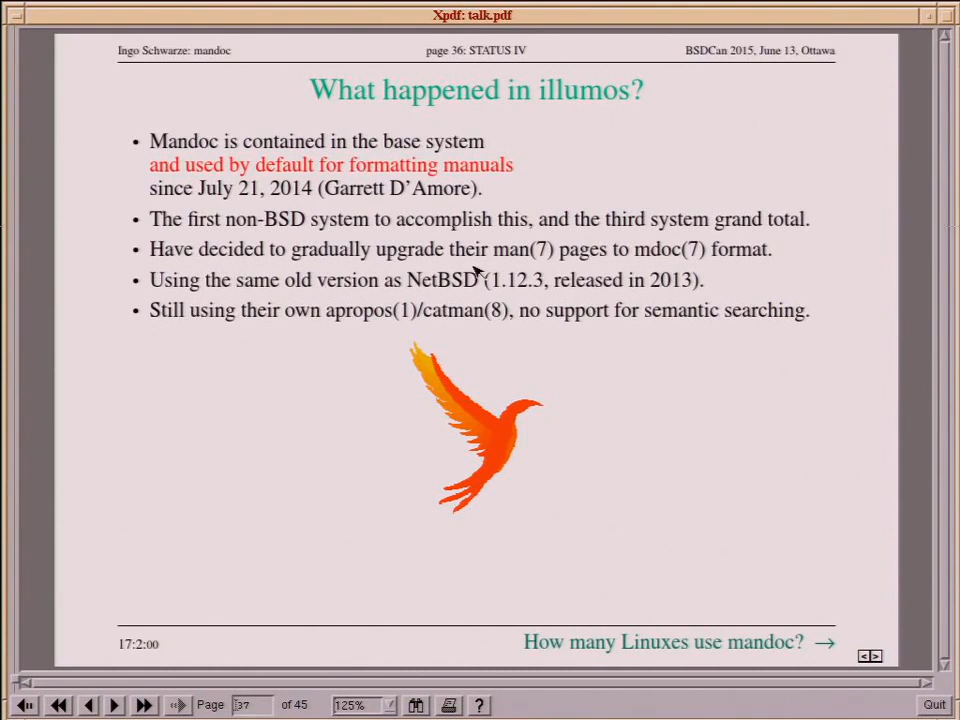 Xpdf: talk.pdf
Ingo Schwarze: mandoc page 36: STATUS IV BSDCan 2015, June 13, Ottawa
What happened in illumos?
• Mandoc is contained in the base system
and used by default for formatting manuals
since July 21, 2014 (Garrett D'Amore).
• The first non-BSD system to accomplish this, and the third system grand total.
• Have decided to gradually upgrade their man(7) pages to mdoc(7) format.
• Using the same old version as NetBSD (1.12.3, released in 2013).
• Still using their own apropos(1)/catman(8), no support for semantic searching.
17:2:00 How many Linuxes use mandoc? →
Page 37 of 45 125% ? Quit